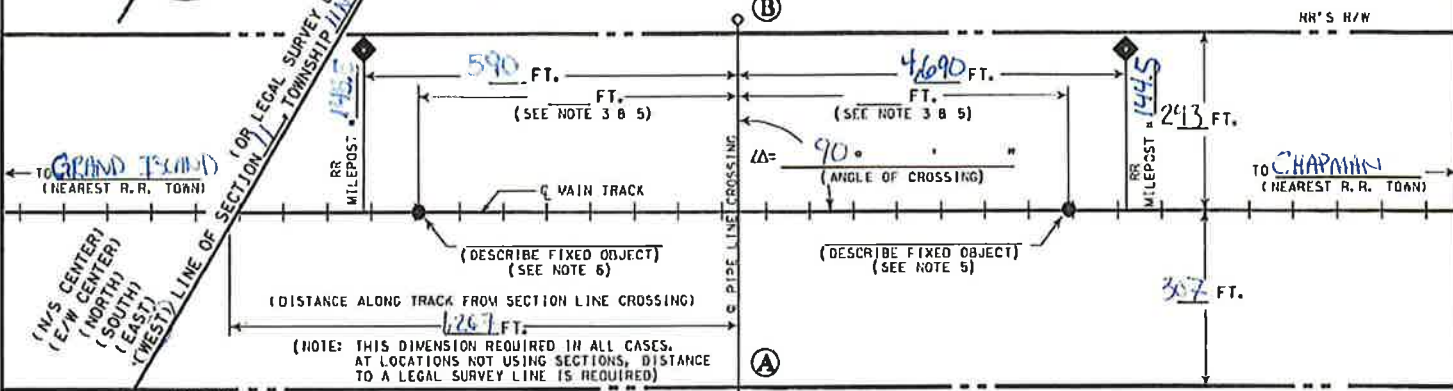 Ⓑ
RR'S R/W
(OR LEGAL SURVEY
LINE OF SECTION 11, TOWNSHIP 11N
590 FT.
4,690 FT.
FT.
(SEE NOTE 3 & 5)
FT.
(SEE NOTE 3 & 5)
RR
MILEPOST
RR
MILEPOST 144.5
293 FT.
∠Δ= 90 ° ' "
(ANGLE OF CROSSING)
TO GRAND ISLAND
(NEAREST R.R. TOWN)
TO CHAPMAN
(NEAREST R.R. TOWN)
℄ MAIN TRACK
℄ PIPE LINE CROSSING
(DESCRIBE FIXED OBJECT)
(SEE NOTE 6)
(DESCRIBE FIXED OBJECT)
(SEE NOTE 5)
(N/S CENTER)
(E/W CENTER)
(NORTH)
(SOUTH)
(EAST)
(WEST)
(DISTANCE ALONG TRACK FROM SECTION LINE CROSSING)
1,267 FT.
307 FT.
(NOTE: THIS DIMENSION REQUIRED IN ALL CASES.
AT LOCATIONS NOT USING SECTIONS, DISTANCE
TO A LEGAL SURVEY LINE IS REQUIRED)
Ⓐ